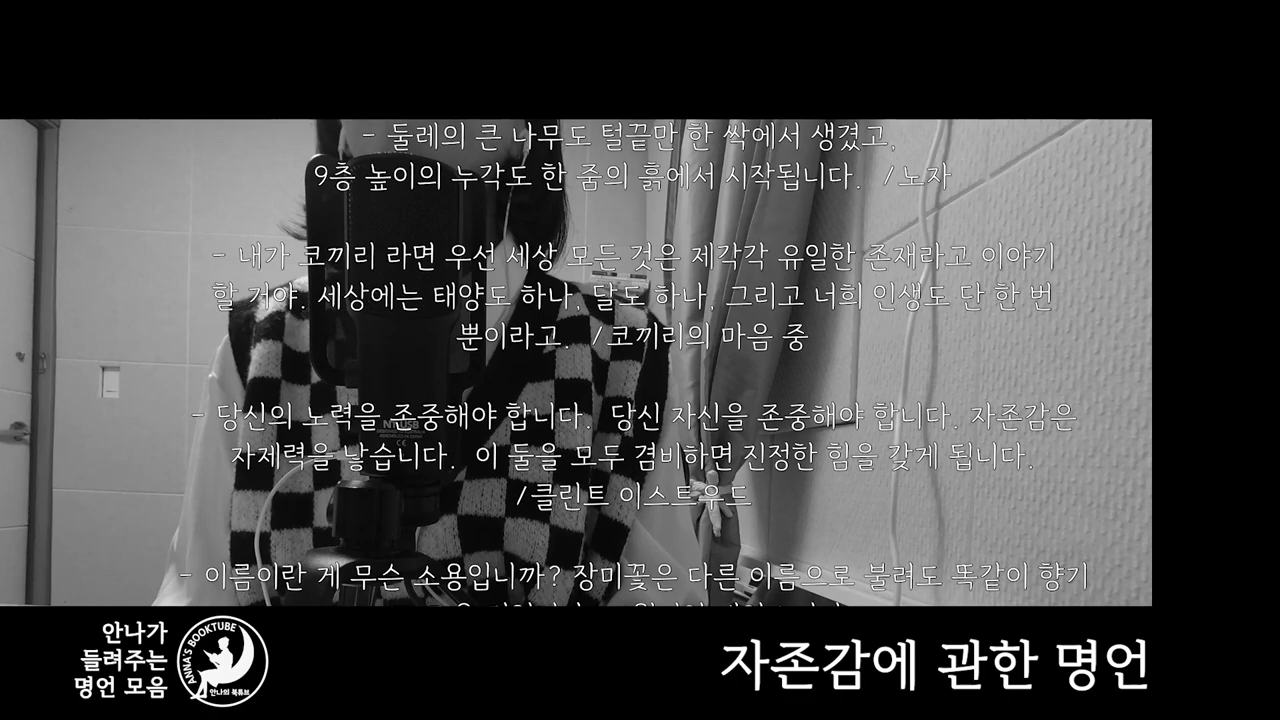 - 둘레의 큰 나무도 털끝만 한 싹에서 생겼고,
9층 높이의 누각도 한 줌의 흙에서 시작됩니다. /노자
- 내가 코끼리 라면 우선 세상 모든 것은 제각각 유일한 존재라고 이야기
할 거야. 세상에는 태양도 하나, 달도 하나, 그리고 너희 인생도 단 한 번
뿐이라고. /코끼리의 마음 중
- 당신의 노력을 존중해야 합니다. 당신 자신을 존중해야 합니다. 자존감은
자제력을 낳습니다. 이 둘을 모두 겸비하면 진정한 힘을 갖게 됩니다.
/클린트 이스트우드
- 이름이란 게 무슨 소용입니까? 장미꽃은 다른 이름으로 불려도 똑같이 향기
NT-USB
안나가
들려주는
명언 모음
ANNA'S BOOKTUBE
안나의 북튜브
자존감에 관한 명언